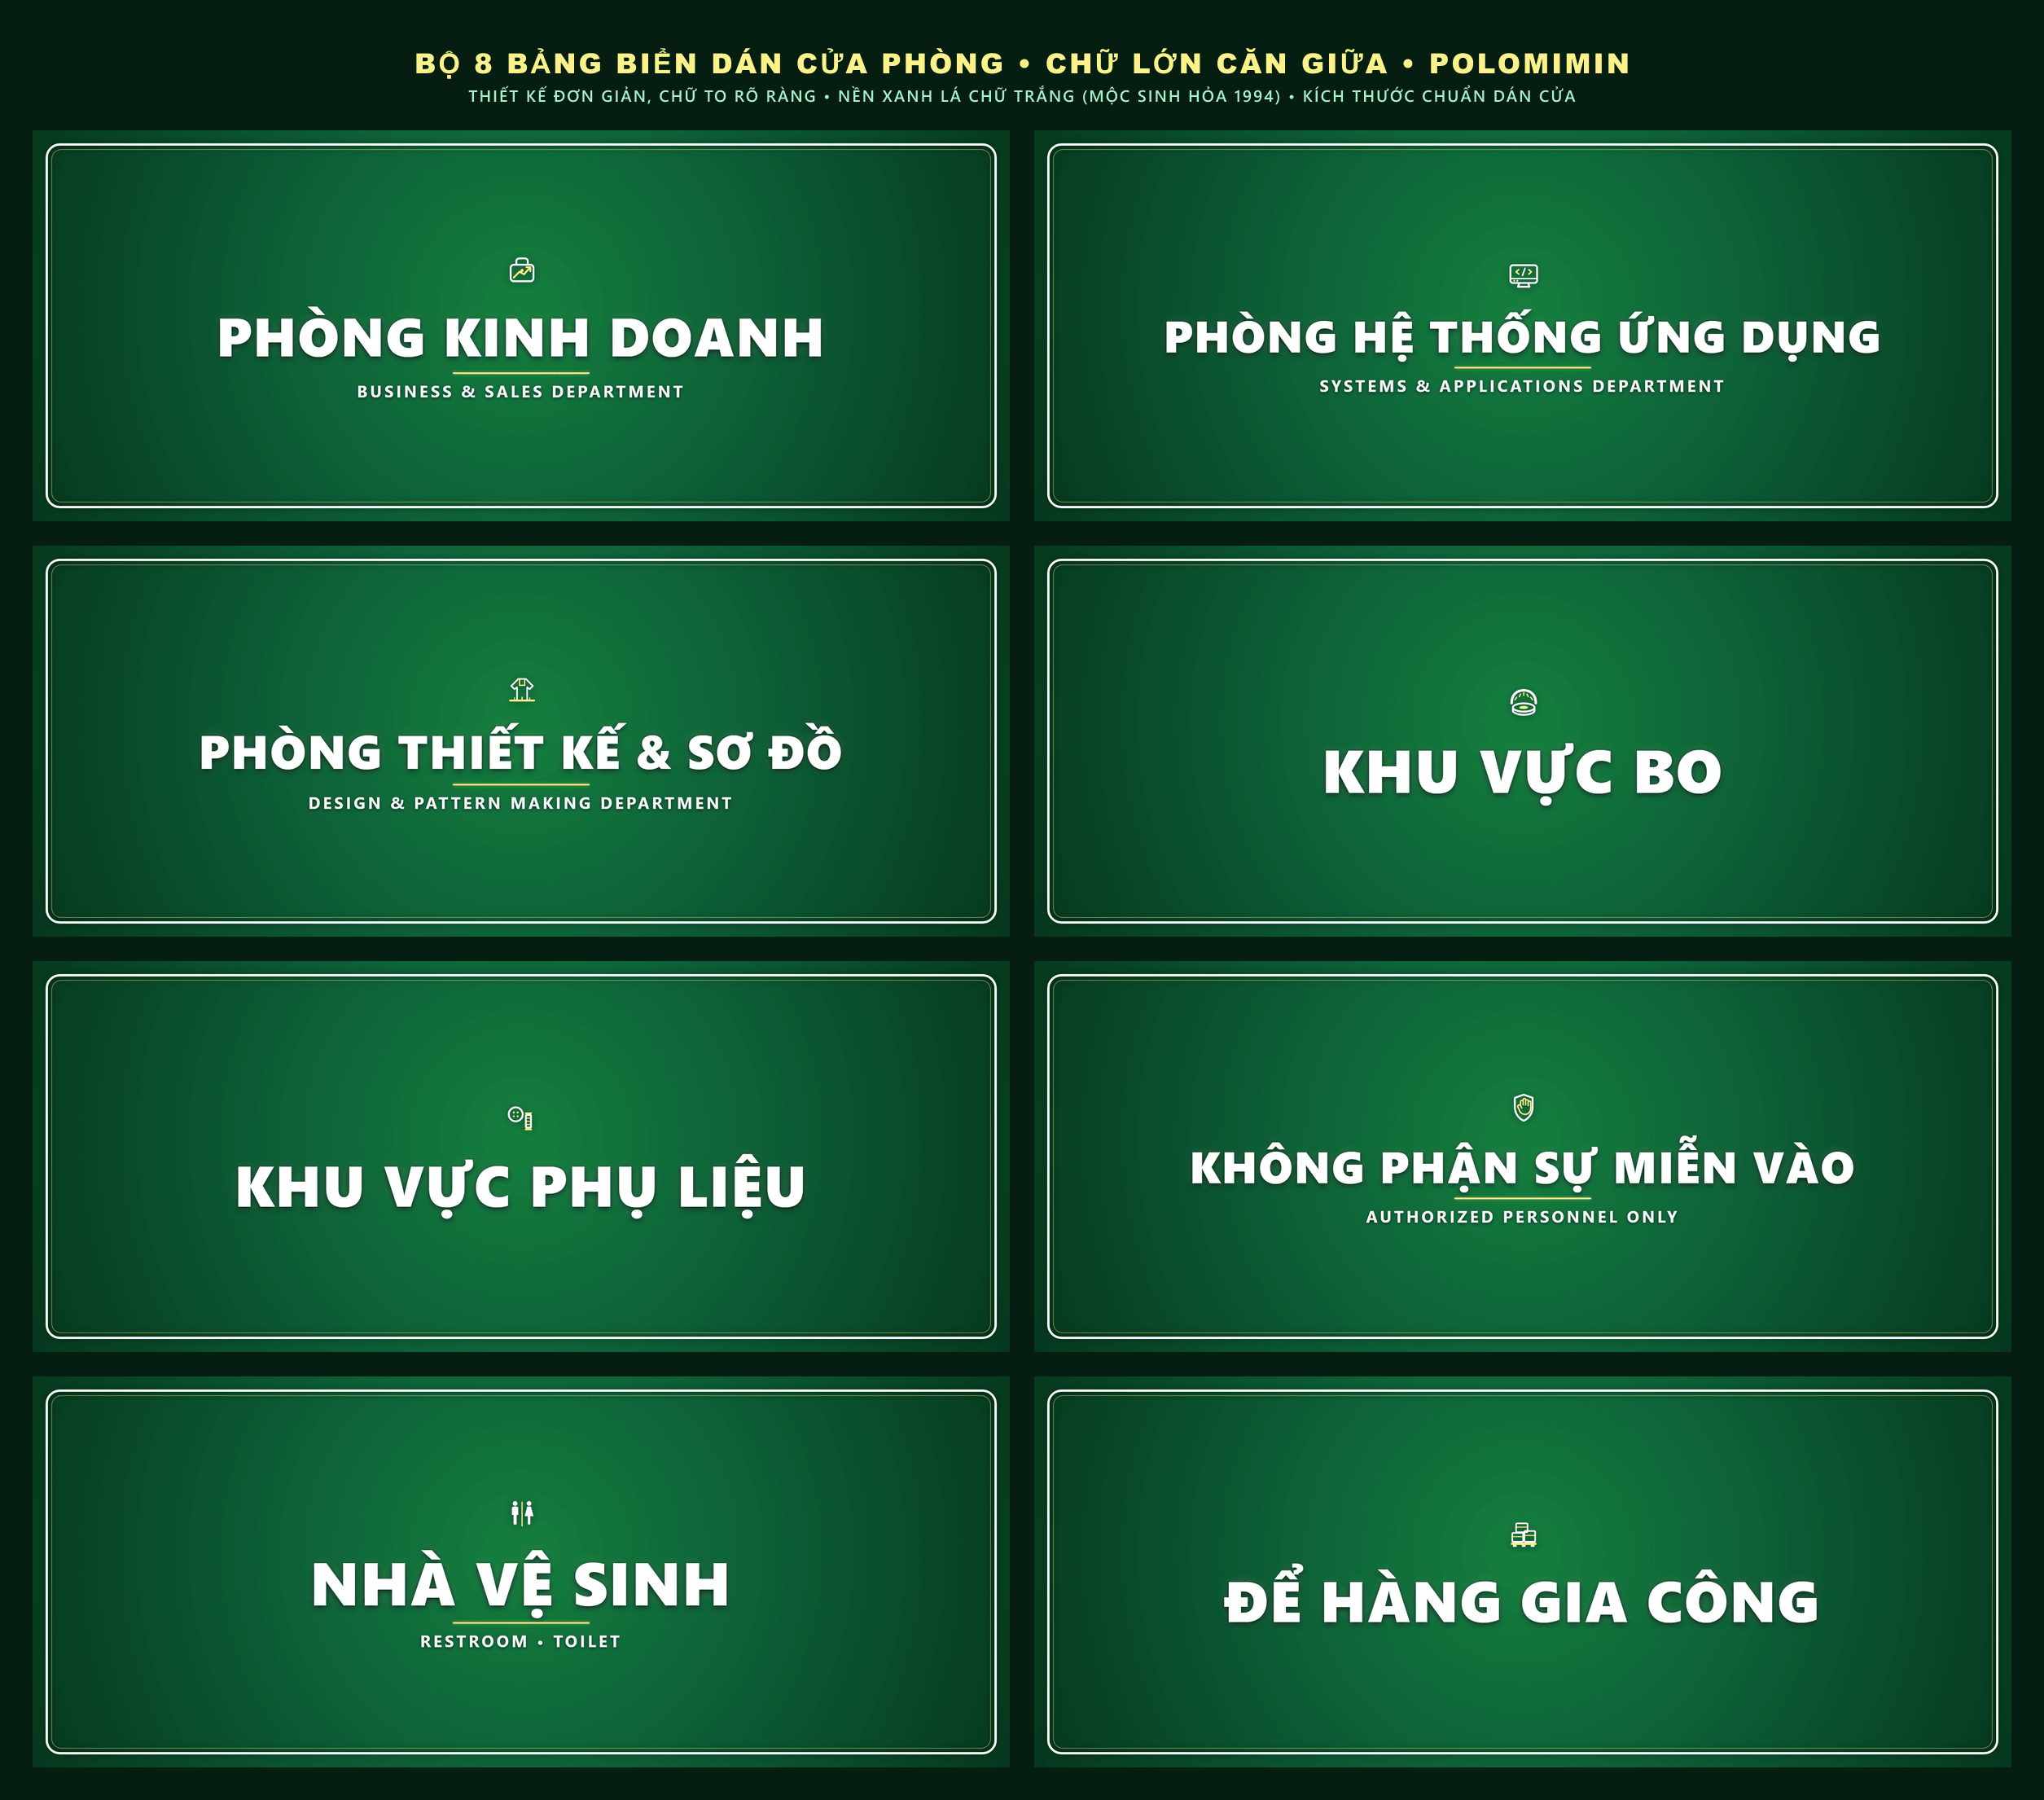 BỘ 8 BẢNG BIỂN DÁN CỬA PHÒNG • CHỮ LỚN CĂN GIỮA • POLOMIMIN
THIẾT KẾ ĐƠN GIẢN, CHỮ TO RÕ RÀNG • NỀN XANH LÁ CHỮ TRẮNG (MỘC SINH HỎA 1994) • KÍCH THƯỚC CHUẨN DÁN CỬA
PHÒNG KINH DOANH
BUSINESS & SALES DEPARTMENT
PHÒNG HỆ THỐNG ỨNG DỤNG
SYSTEMS & APPLICATIONS DEPARTMENT
PHÒNG THIẾT KẾ & SƠ ĐỒ
DESIGN & PATTERN MAKING DEPARTMENT
KHU VỰC BO
KHU VỰC PHỤ LIỆU
KHÔNG PHẬN SỰ MIỄN VÀO
AUTHORIZED PERSONNEL ONLY
NHÀ VỆ SINH
RESTROOM • TOILET
ĐỂ HÀNG GIA CÔNG